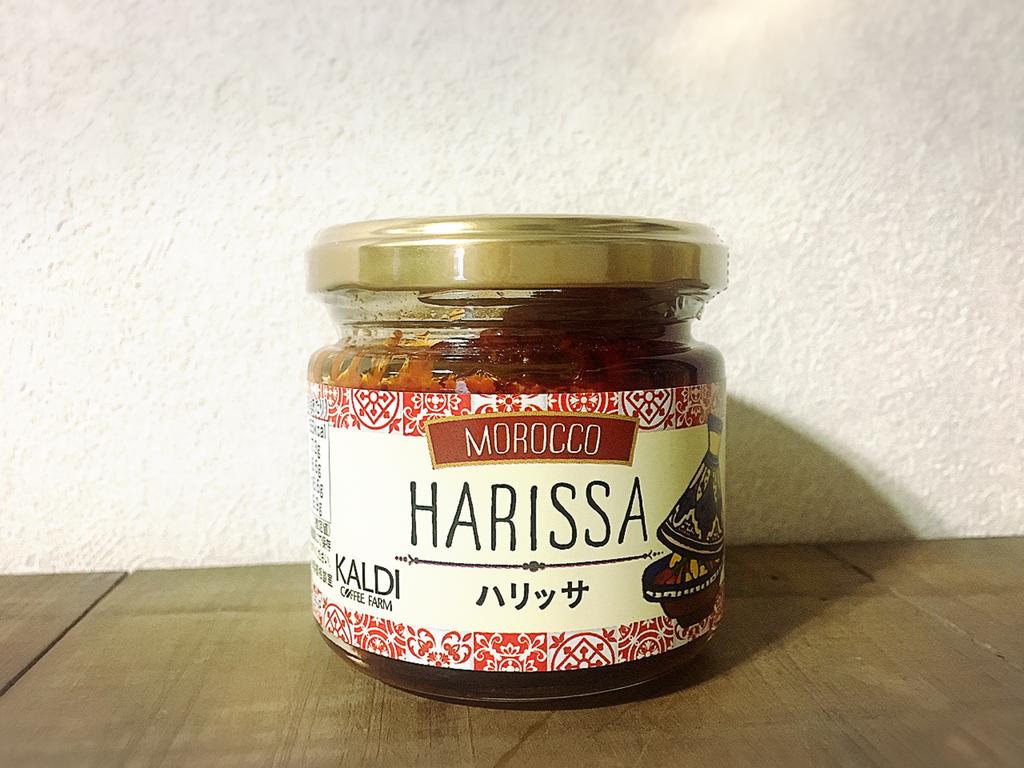 MOROCCO
HARISSA
ハリッサ
KALDI
COFFEE FARM